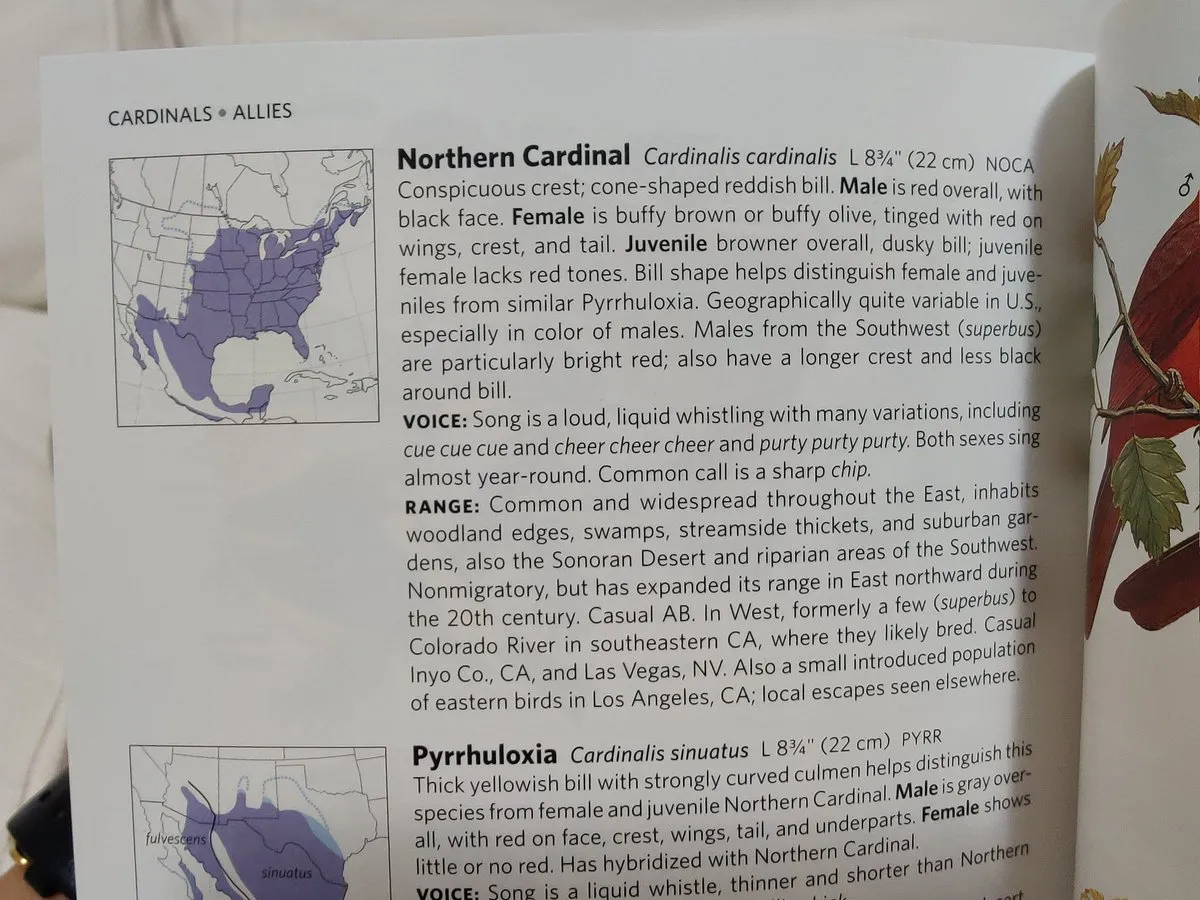 CARDINALS • ALLIES
Northern Cardinal Cardinalis cardinalis L 8¾" (22 cm) NOCA
Conspicuous crest; cone-shaped reddish bill. Male is red overall, with
black face. Female is buffy brown or buffy olive, tinged with red on
wings, crest, and tail. Juvenile browner overall, dusky bill; juvenile
female lacks red tones. Bill shape helps distinguish female and juve-
niles from similar Pyrrhuloxia. Geographically quite variable in U.S.,
especially in color of males. Males from the Southwest (superbus)
are particularly bright red; also have a longer crest and less black
around bill.
VOICE: Song is a loud, liquid whistling with many variations, including
cue cue cue and cheer cheer cheer and purty purty purty. Both sexes sing
almost year-round. Common call is a sharp chip.
RANGE: Common and widespread throughout the East, inhabits
woodland edges, swamps, streamside thickets, and suburban gar-
dens, also the Sonoran Desert and riparian areas of the Southwest.
Nonmigratory, but has expanded its range in East northward during
the 20th century. Casual AB. In West, formerly a few (superbus) to
Colorado River in southeastern CA, where they likely bred. Casual
Inyo Co., CA, and Las Vegas, NV. Also a small introduced population
of eastern birds in Los Angeles, CA; local escapes seen elsewhere.
♂
Pyrrhuloxia Cardinalis sinuatus L 8¾" (22 cm) PYRR
Thick yellowish bill with strongly curved culmen helps distinguish this
species from female and juvenile Northern Cardinal. Male is gray over-
all, with red on face, crest, wings, tail, and underparts. Female shows
little or no red. Has hybridized with Northern Cardinal.
VOICE: Song is a liquid whistle, thinner and shorter than Northern
fulvescens
sinuatus